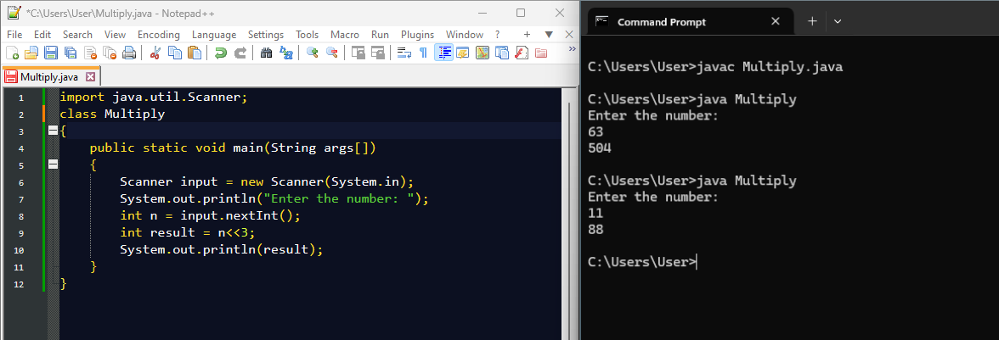 *C:\Users\User\Multiply.java - Notepad++
File Edit Search View Encoding Language Settings Tools Macro Run Plugins Window ? + ▼ X
Multiply.java
1 import java.util.Scanner;
2 class Multiply
3 {
4     public static void main(String args[])
5     {
6         Scanner input = new Scanner(System.in);
7         System.out.println("Enter the number: ");
8         int n = input.nextInt();
9         int result = n<<3;
10         System.out.println(result);
11     }
12 }
Command Prompt
C:\Users\User>javac Multiply.java
C:\Users\User>java Multiply
Enter the number:
63
504
C:\Users\User>java Multiply
Enter the number:
11
88
C:\Users\User>